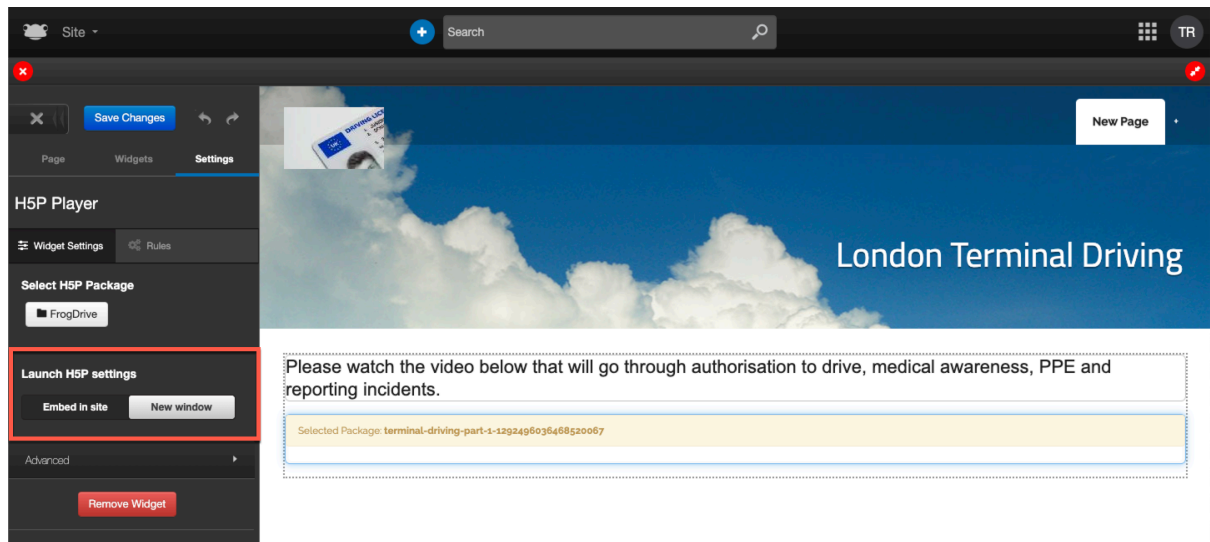 Site
Search
TR
Save Changes
Page Widgets Settings
H5P Player
Widget Settings Rules
Select H5P Package
FrogDrive
Launch H5P settings
Embed in site New window
Advanced
Remove Widget
DRIVING LICE
UK
New Page
London Terminal Driving
Please watch the video below that will go through authorisation to drive, medical awareness, PPE and
reporting incidents.
Selected Package: terminal-driving-part-1-1292496036468520067